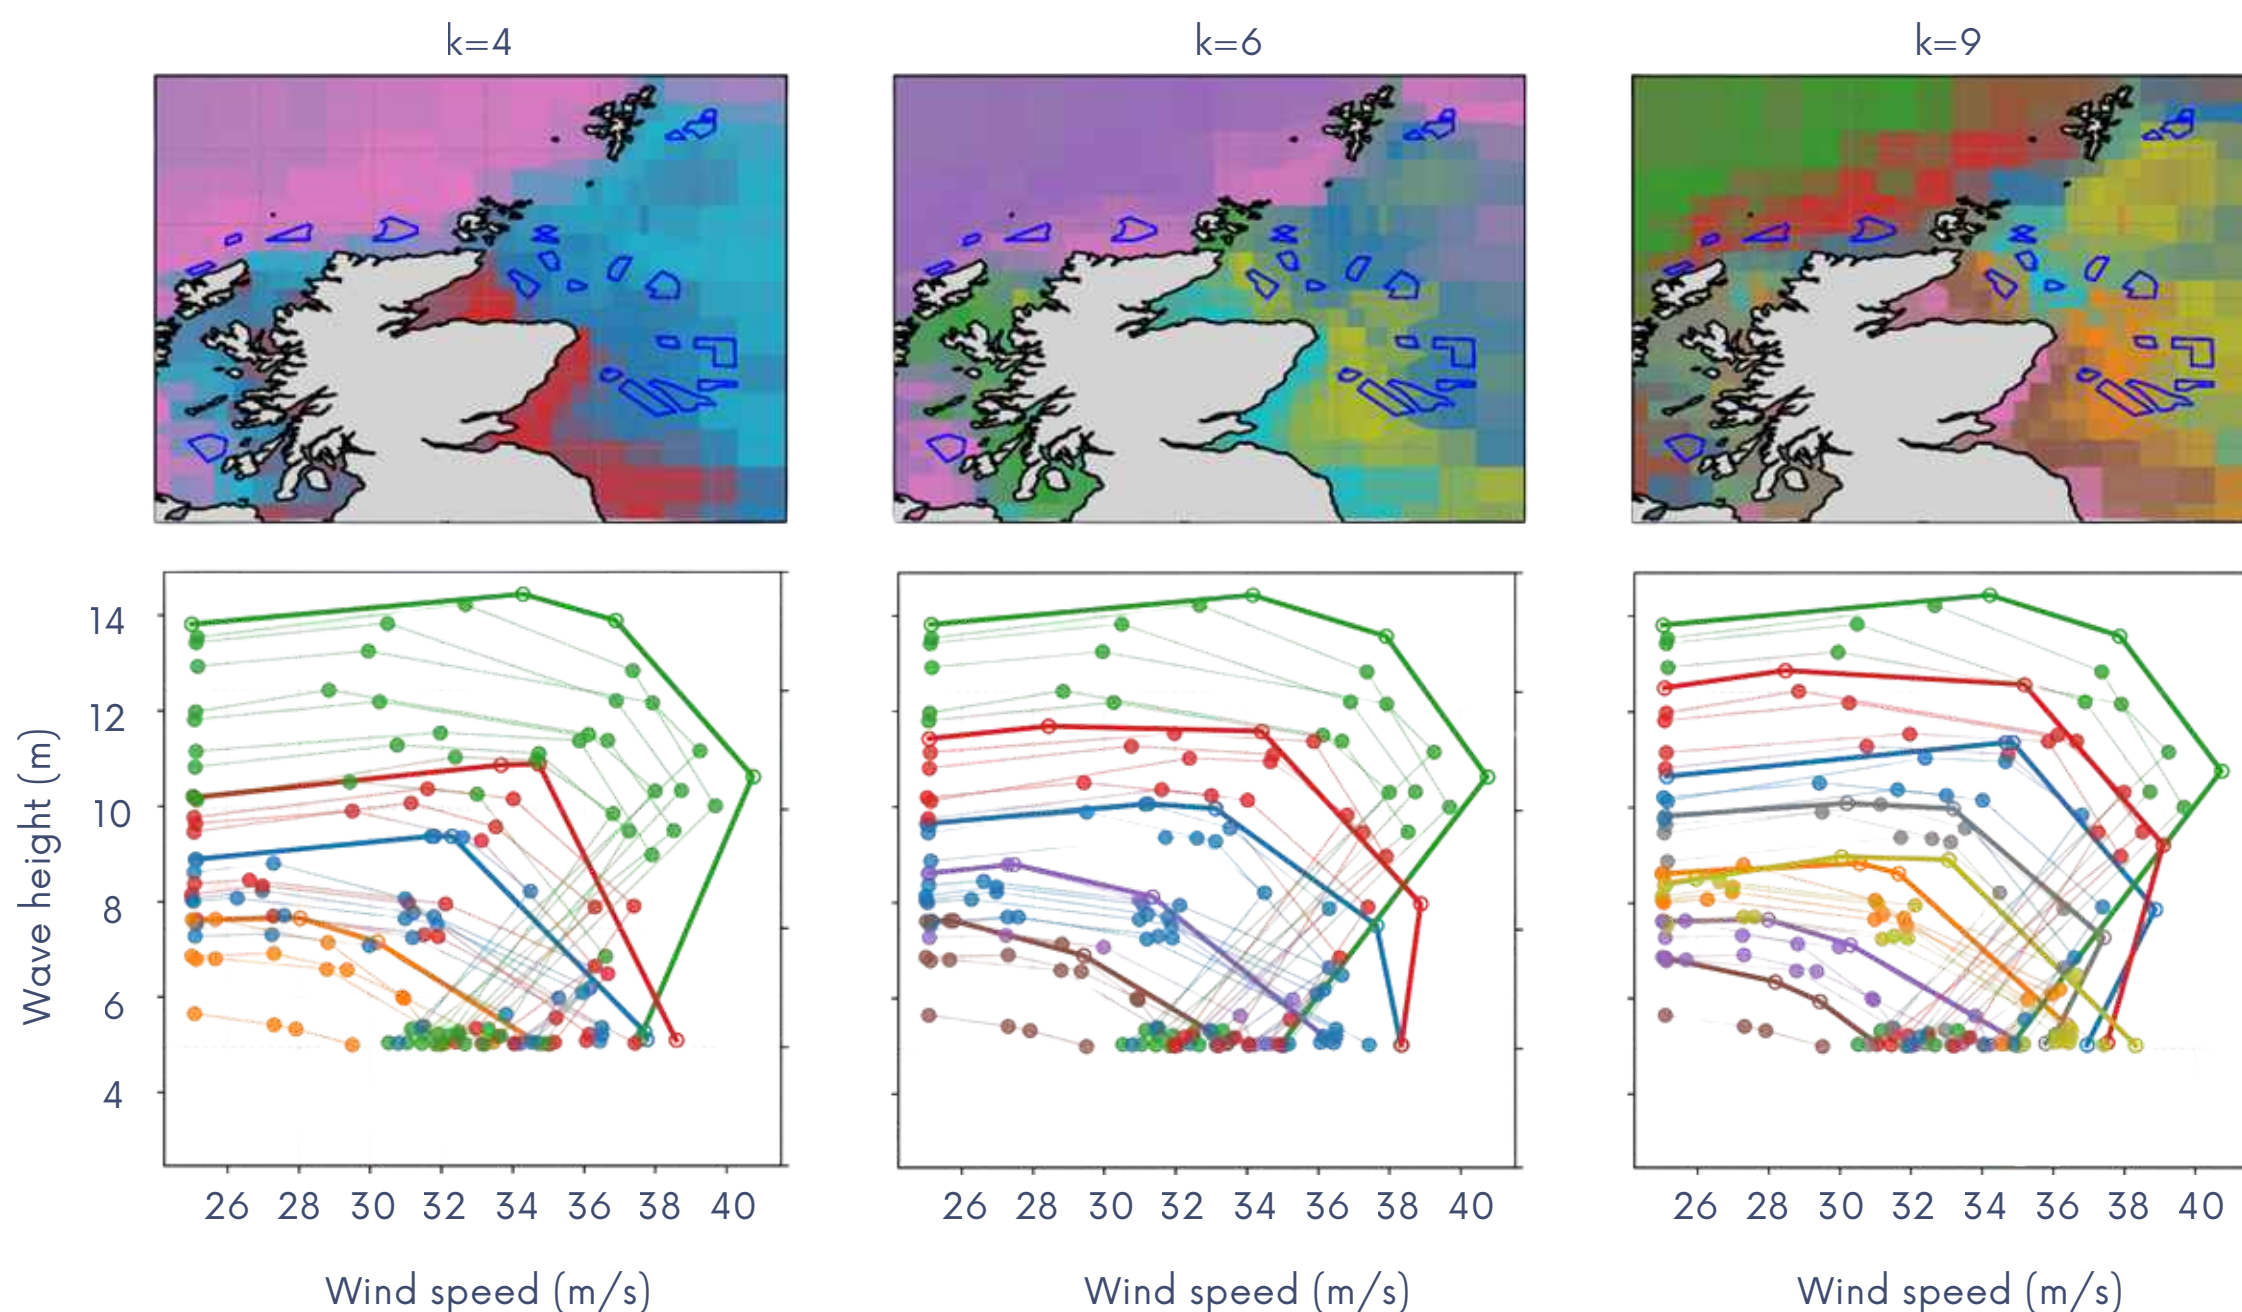 k=4
k=6
k=9
Wave height (m)
14
12
10
8
6
4
26 28 30 32 34 36 38 40
26 28 30 32 34 36 38 40
26 28 30 32 34 36 38 40
Wind speed (m/s)
Wind speed (m/s)
Wind speed (m/s)